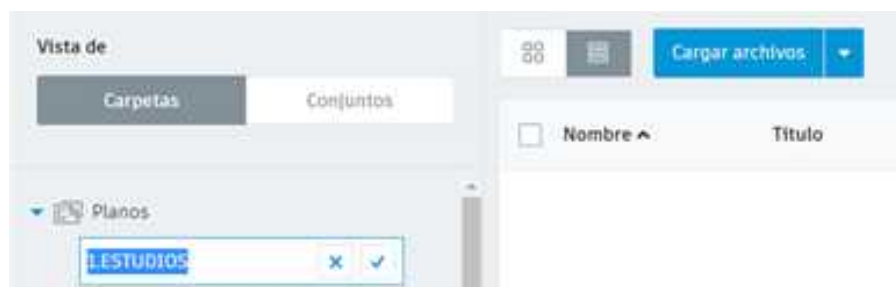 Vista de
Carpetas Conjuntos
Cargar archivos
Nombre Título
Planos
1.ESTUDIOS